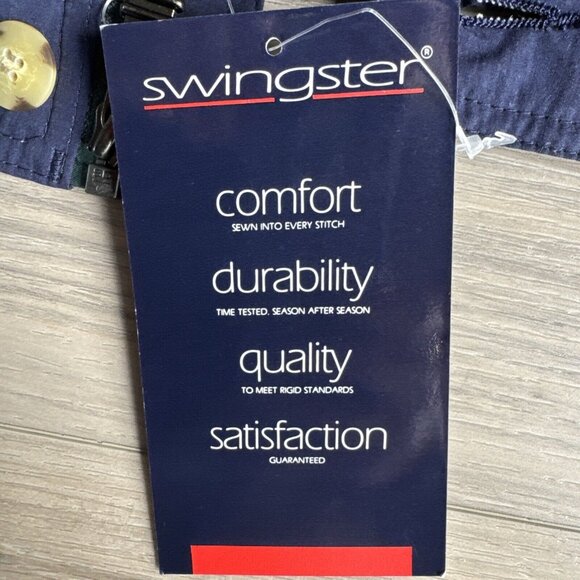 swingster®
comfort
SEWN INTO EVERY STITCH
durability
TIME TESTED. SEASON AFTER SEASON
quality
TO MEET RIGID STANDARDS
satisfaction
GUARANTEED